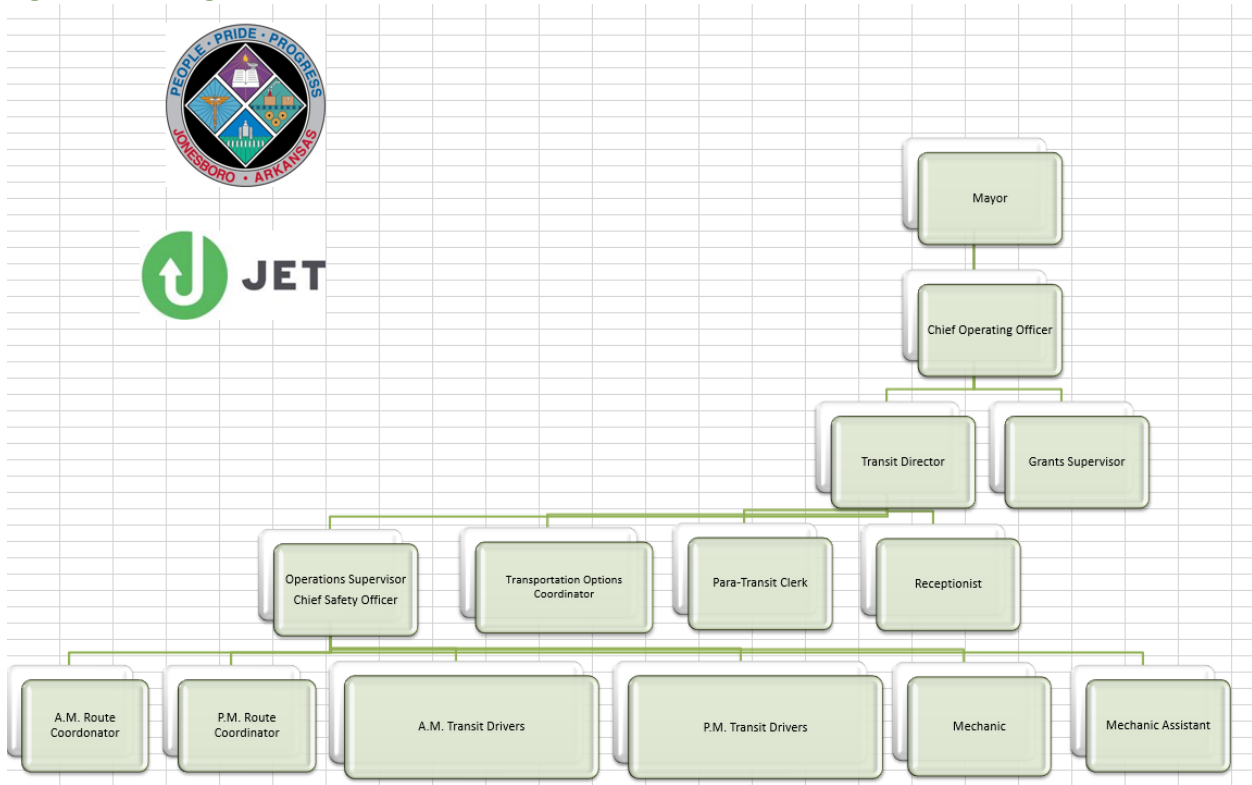 PEOPLE • PRIDE • PROGRESS
JONESBORO • ARKANSAS
JET
Mayor
Chief Operating Officer
Transit Director
Grants Supervisor
Operations Supervisor
Chief Safety Officer
Transportation Options
Coordinator
Para-Transit Clerk
Receptionist
A.M. Route
Coordonator
P.M. Route
Coordinator
A.M. Transit Drivers
P.M. Transit Drivers
Mechanic
Mechanic Assistant